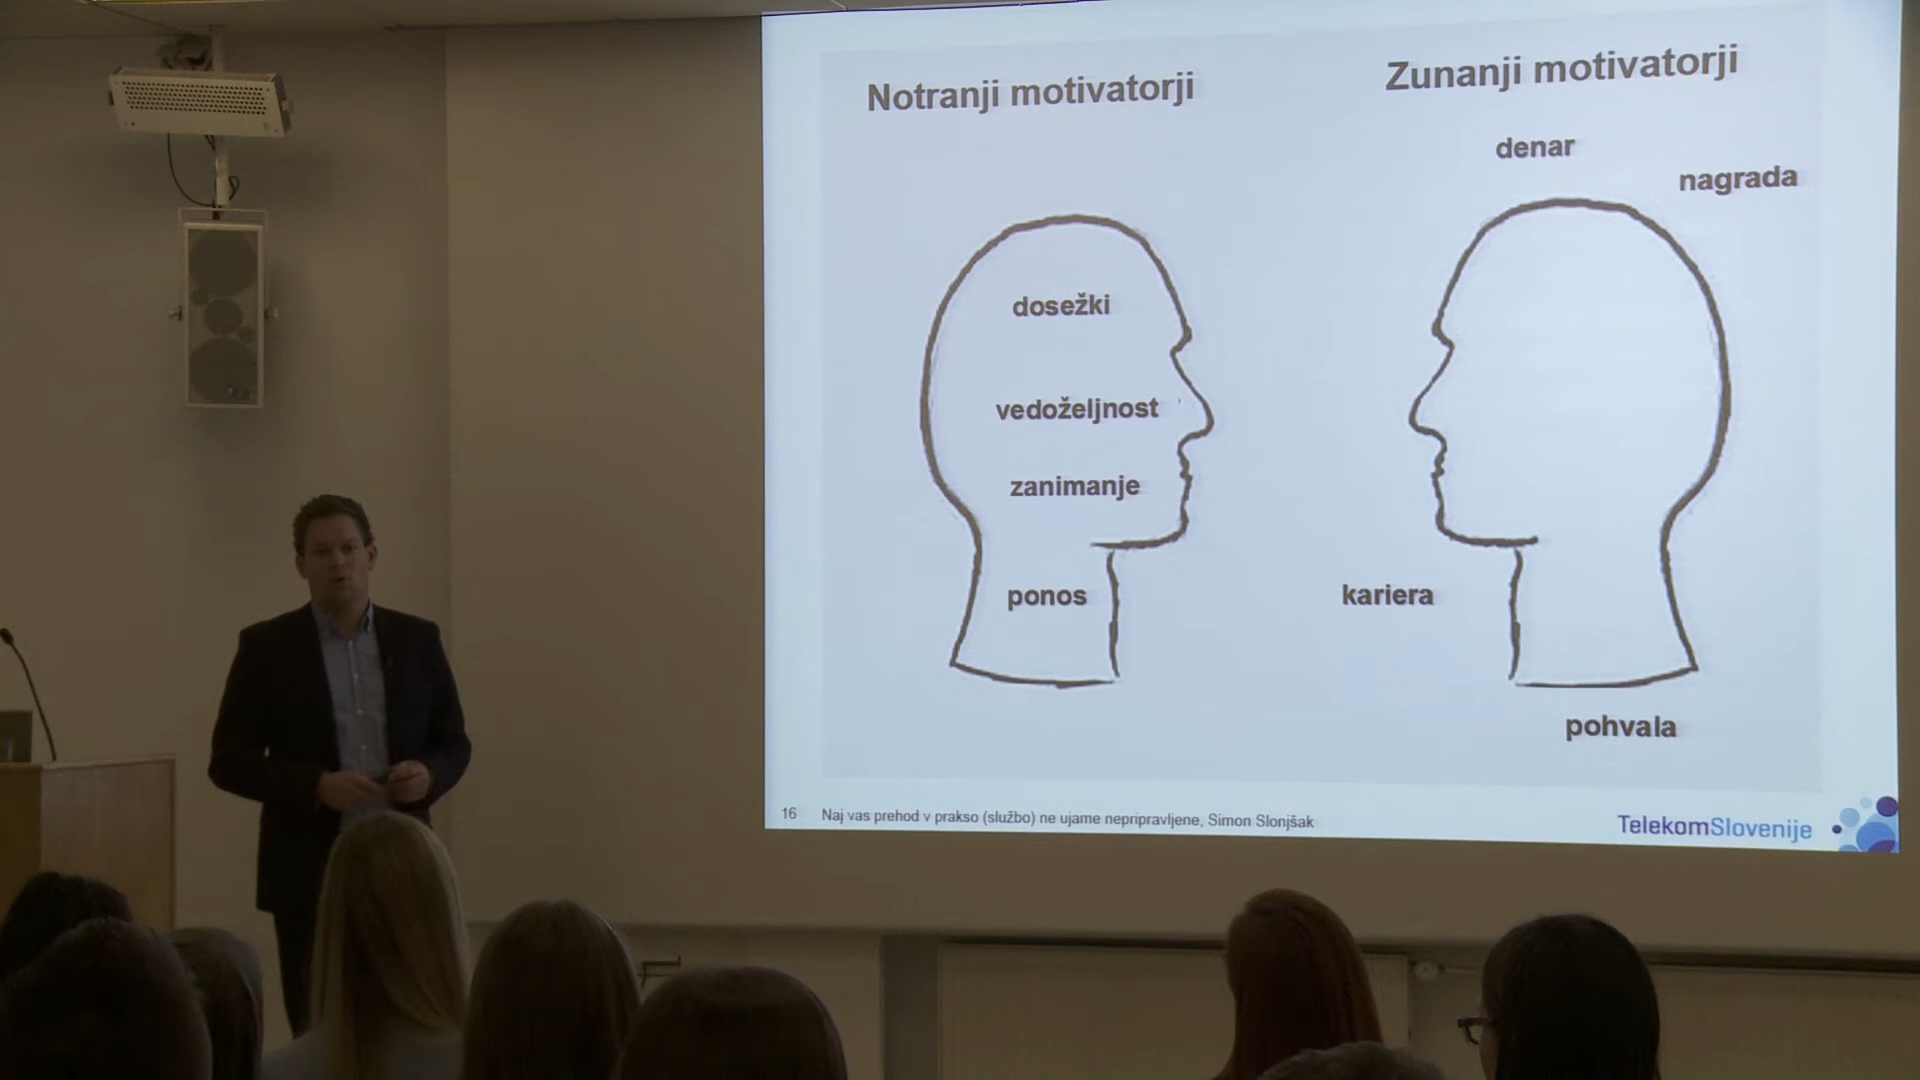 Notranji motivatorji
Zunanji motivatorji
denar
nagrada
dosežki
vedoželjnost
zanimanje
ponos
kariera
pohvala
16 Naj vas prehod v prakso (službo) ne ujame nepripravljene, Simon Slonjšak
TelekomSlovenije